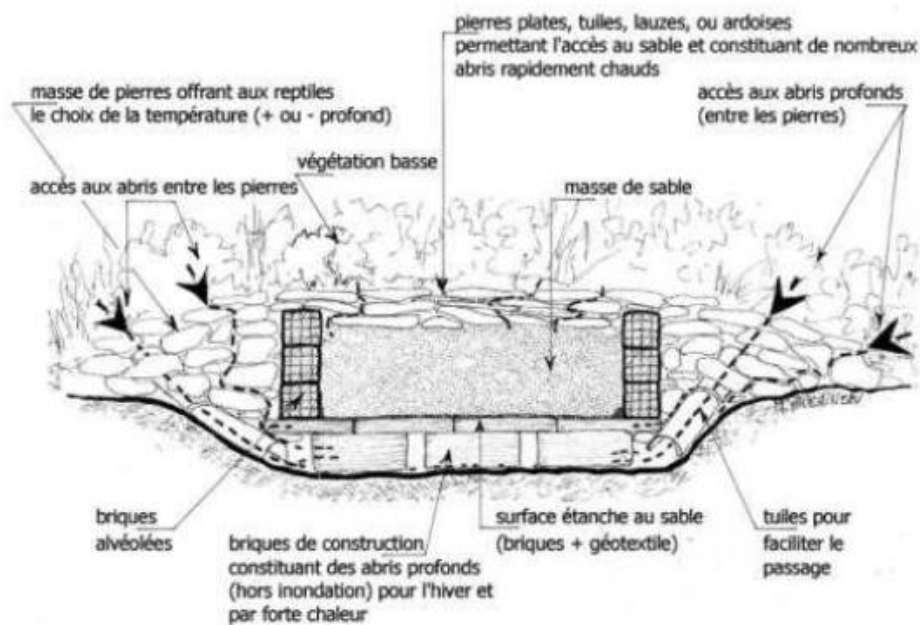 pierres plates, tuiles, lauzes, ou ardoises
permettant l'accès au sable et constituant de nombreux
abris rapidement chauds
masse de pierres offrant aux reptiles
le choix de la température (+ ou - profond)
accès aux abris profonds
(entre les pierres)
végétation basse
accès aux abris entre les pierres
masse de sable
briques
alvéolées
briques de construction
constituant des abris profonds
(hors inondation) pour l'hiver et
par forte chaleur
surface étanche au sable
(briques + géotextile)
tuiles pour
faciliter le
passage